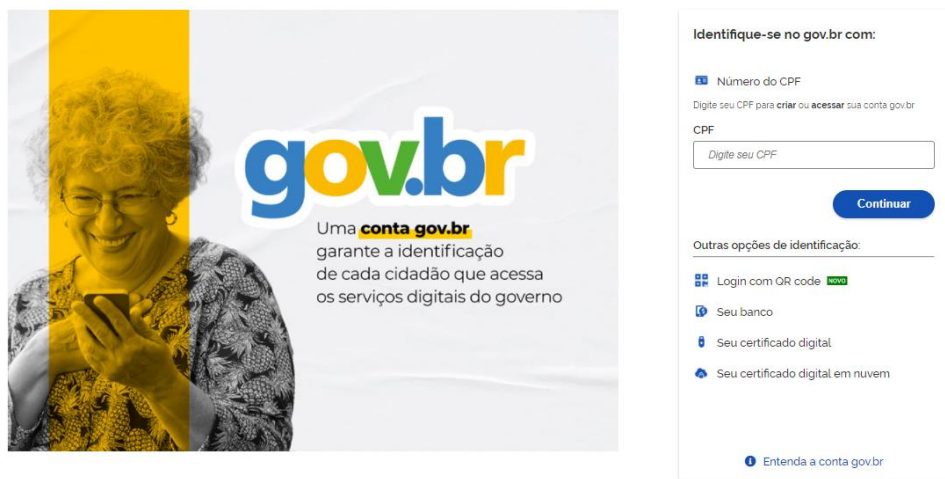 gov.br
Uma conta gov.br
garante a identificação
de cada cidadão que acessa
os serviços digitais do governo
Identifique-se no gov.br com:
Número do CPF
Digite seu CPF para criar ou acessar sua conta gov.br
CPF
Digite seu CPF
Continuar
Outras opções de identificação:
Login com QR code NOVO
Seu banco
Seu certificado digital
Seu certificado digital em nuvem
Entenda a conta gov.br